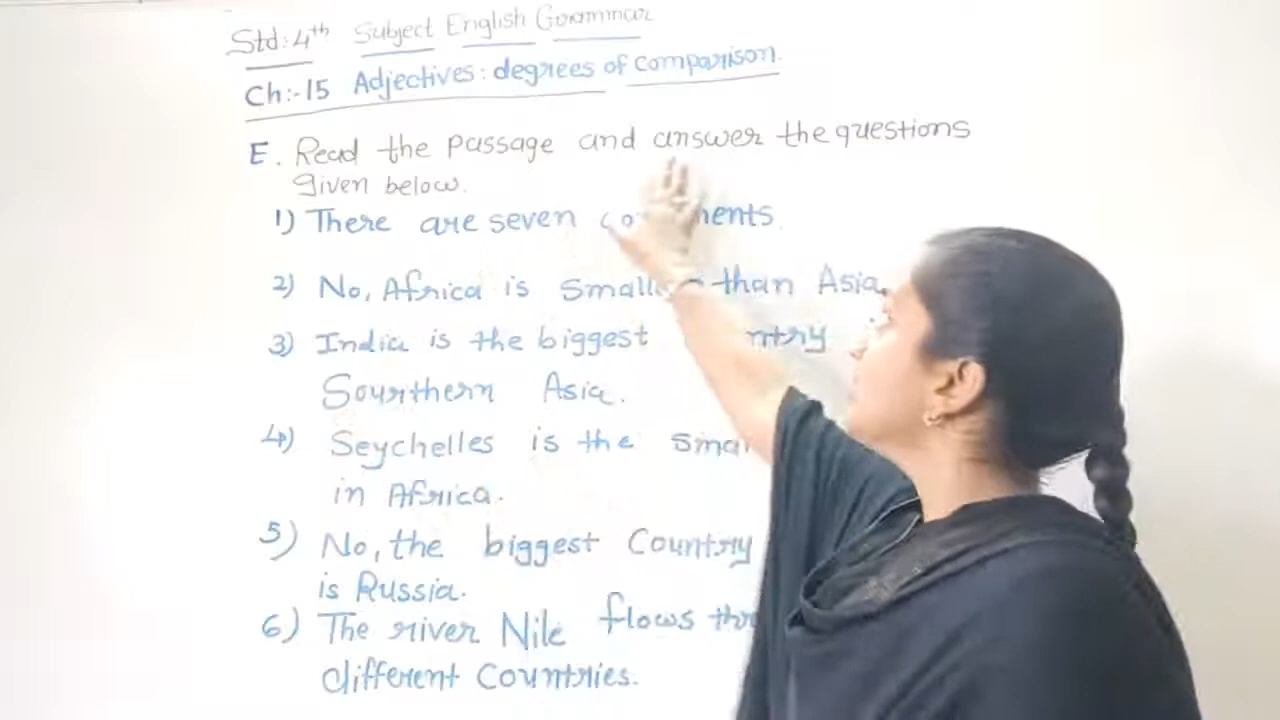 Std:4th Subject English Grammar
Ch:-15 Adjectives: degrees of comparison.
E. Read the passage and answer the questions
given below.
1) There are seven
2) No, Africa is than Asia.
3) India is the biggest
Sourthern Asia.
4) Seychelles is the
in Africa.
5) No, the biggest Country
is Russia.
6) The river Nile flows
different Countries.